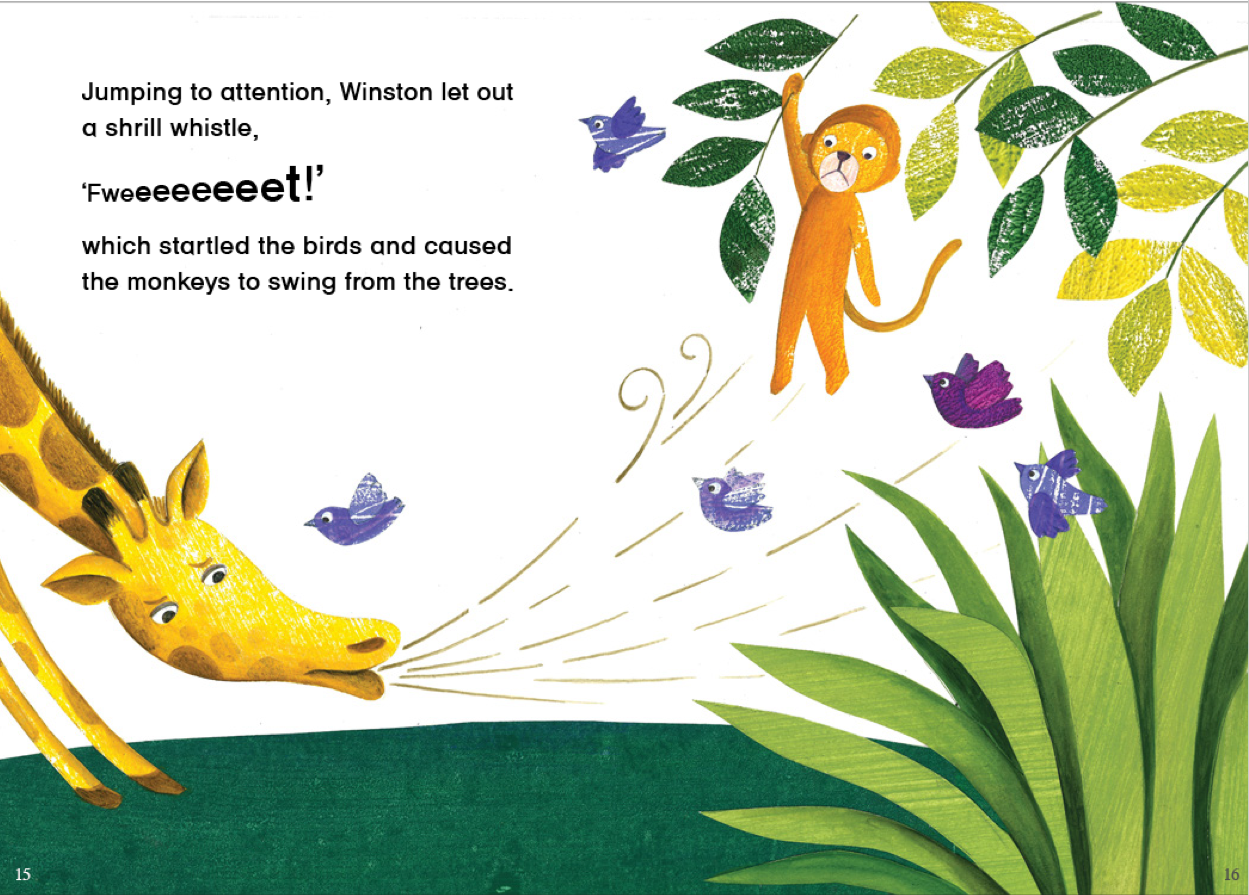 Jumping to attention, Winston let out
a shrill whistle,
‘Fweeeeeeeet!’
which startled the birds and caused
the monkeys to swing from the trees.
15
16